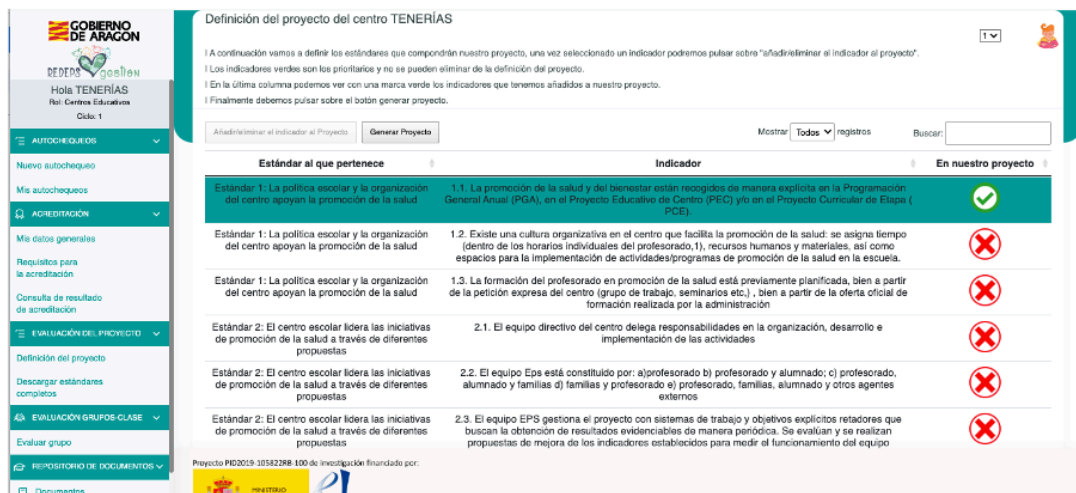 GOBIERNO
DE ARAGON
REDEPS gestion
Hola TENERÍAS
Rol: Centros Educativos
Ciclo: 1
AUTOCHEQUEOS
Nuevo autochequeo
Mis autochequeos
ACREDITACIÓN
Mis datos generales
Requisitos para
la acreditación
Consulta de resultado
de acreditación
EVALUACIÓN DEL PROYECTO
Definición del proyecto
Descargar estándares
completos
EVALUACIÓN GRUPOS-CLASE
Evaluar grupo
REPOSITORIO DE DOCUMENTOS
Documentos
Definición del proyecto del centro TENERÍAS
1
I A continuación vamos a definir los estándares que compondrán nuestro proyecto, una vez seleccionado un indicador podremos pulsar sobre "añadir/eliminar el indicador al proyecto".
I Los indicadores verdes son los prioritarios y no se pueden eliminar de la definición del proyecto.
I En la última columna podemos ver con una marca verde los indicadores que tenemos añadidos a nuestro proyecto.
I Finalmente debemos pulsar sobre el botón generar proyecto.
Añadir/eliminar el indicador al Proyecto Generar Proyecto Mostrar Todos registros Buscar:
Estándar al que pertenece Indicador En nuestro proyecto
Estándar 1: La política escolar y la organización
del centro apoyan la promoción de la salud
1.1. La promoción de la salud y del bienestar están recogidos de manera explícita en la Programación
General Anual (PGA), en el Proyecto Educativo de Centro (PEC) y/o en el Proyecto Curricular de Etapa (
PCE).
Estándar 1: La política escolar y la organización
del centro apoyan la promoción de la salud
1.2. Existe una cultura organizativa en el centro que facilita la promoción de la salud: se asigna tiempo
(dentro de los horarios individuales del profesorado,1), recursos humanos y materiales, así como
espacios para la implementación de actividades/programas de promoción de la salud en la escuela.
Estándar 1: La política escolar y la organización
del centro apoyan la promoción de la salud
1.3. La formación del profesorado en promoción de la salud está previamente planificada, bien a partir
de la petición expresa del centro (grupo de trabajo, seminarios etc,) , bien a partir de la oferta oficial de
formación realizada por la administración
Estándar 2: El centro escolar lidera las iniciativas
de promoción de la salud a través de diferentes
propuestas
2.1. El equipo directivo del centro delega responsabilidades en la organización, desarrollo e
implementación de las actividades
Estándar 2: El centro escolar lidera las iniciativas
de promoción de la salud a través de diferentes
propuestas
2.2. El equipo Eps está constituido por: a)profesorado b) profesorado y alumnado; c) profesorado,
alumnado y familias d) familias y profesorado e) profesorado, familias, alumnado y otros agentes
externos
Estándar 2: El centro escolar lidera las iniciativas
de promoción de la salud a través de diferentes
propuestas
2.3. El equipo EPS gestiona el proyecto con sistemas de trabajo y objetivos explícitos retadores que
buscan la obtención de resultados evidenciables de manera periódica. Se evalúan y se realizan
propuestas de mejora de los indicadores establecidos para medir el funcionamiento del equipo
Proyecto PID2019-105822RB-100 de investigación financiado por:
MINISTERIO